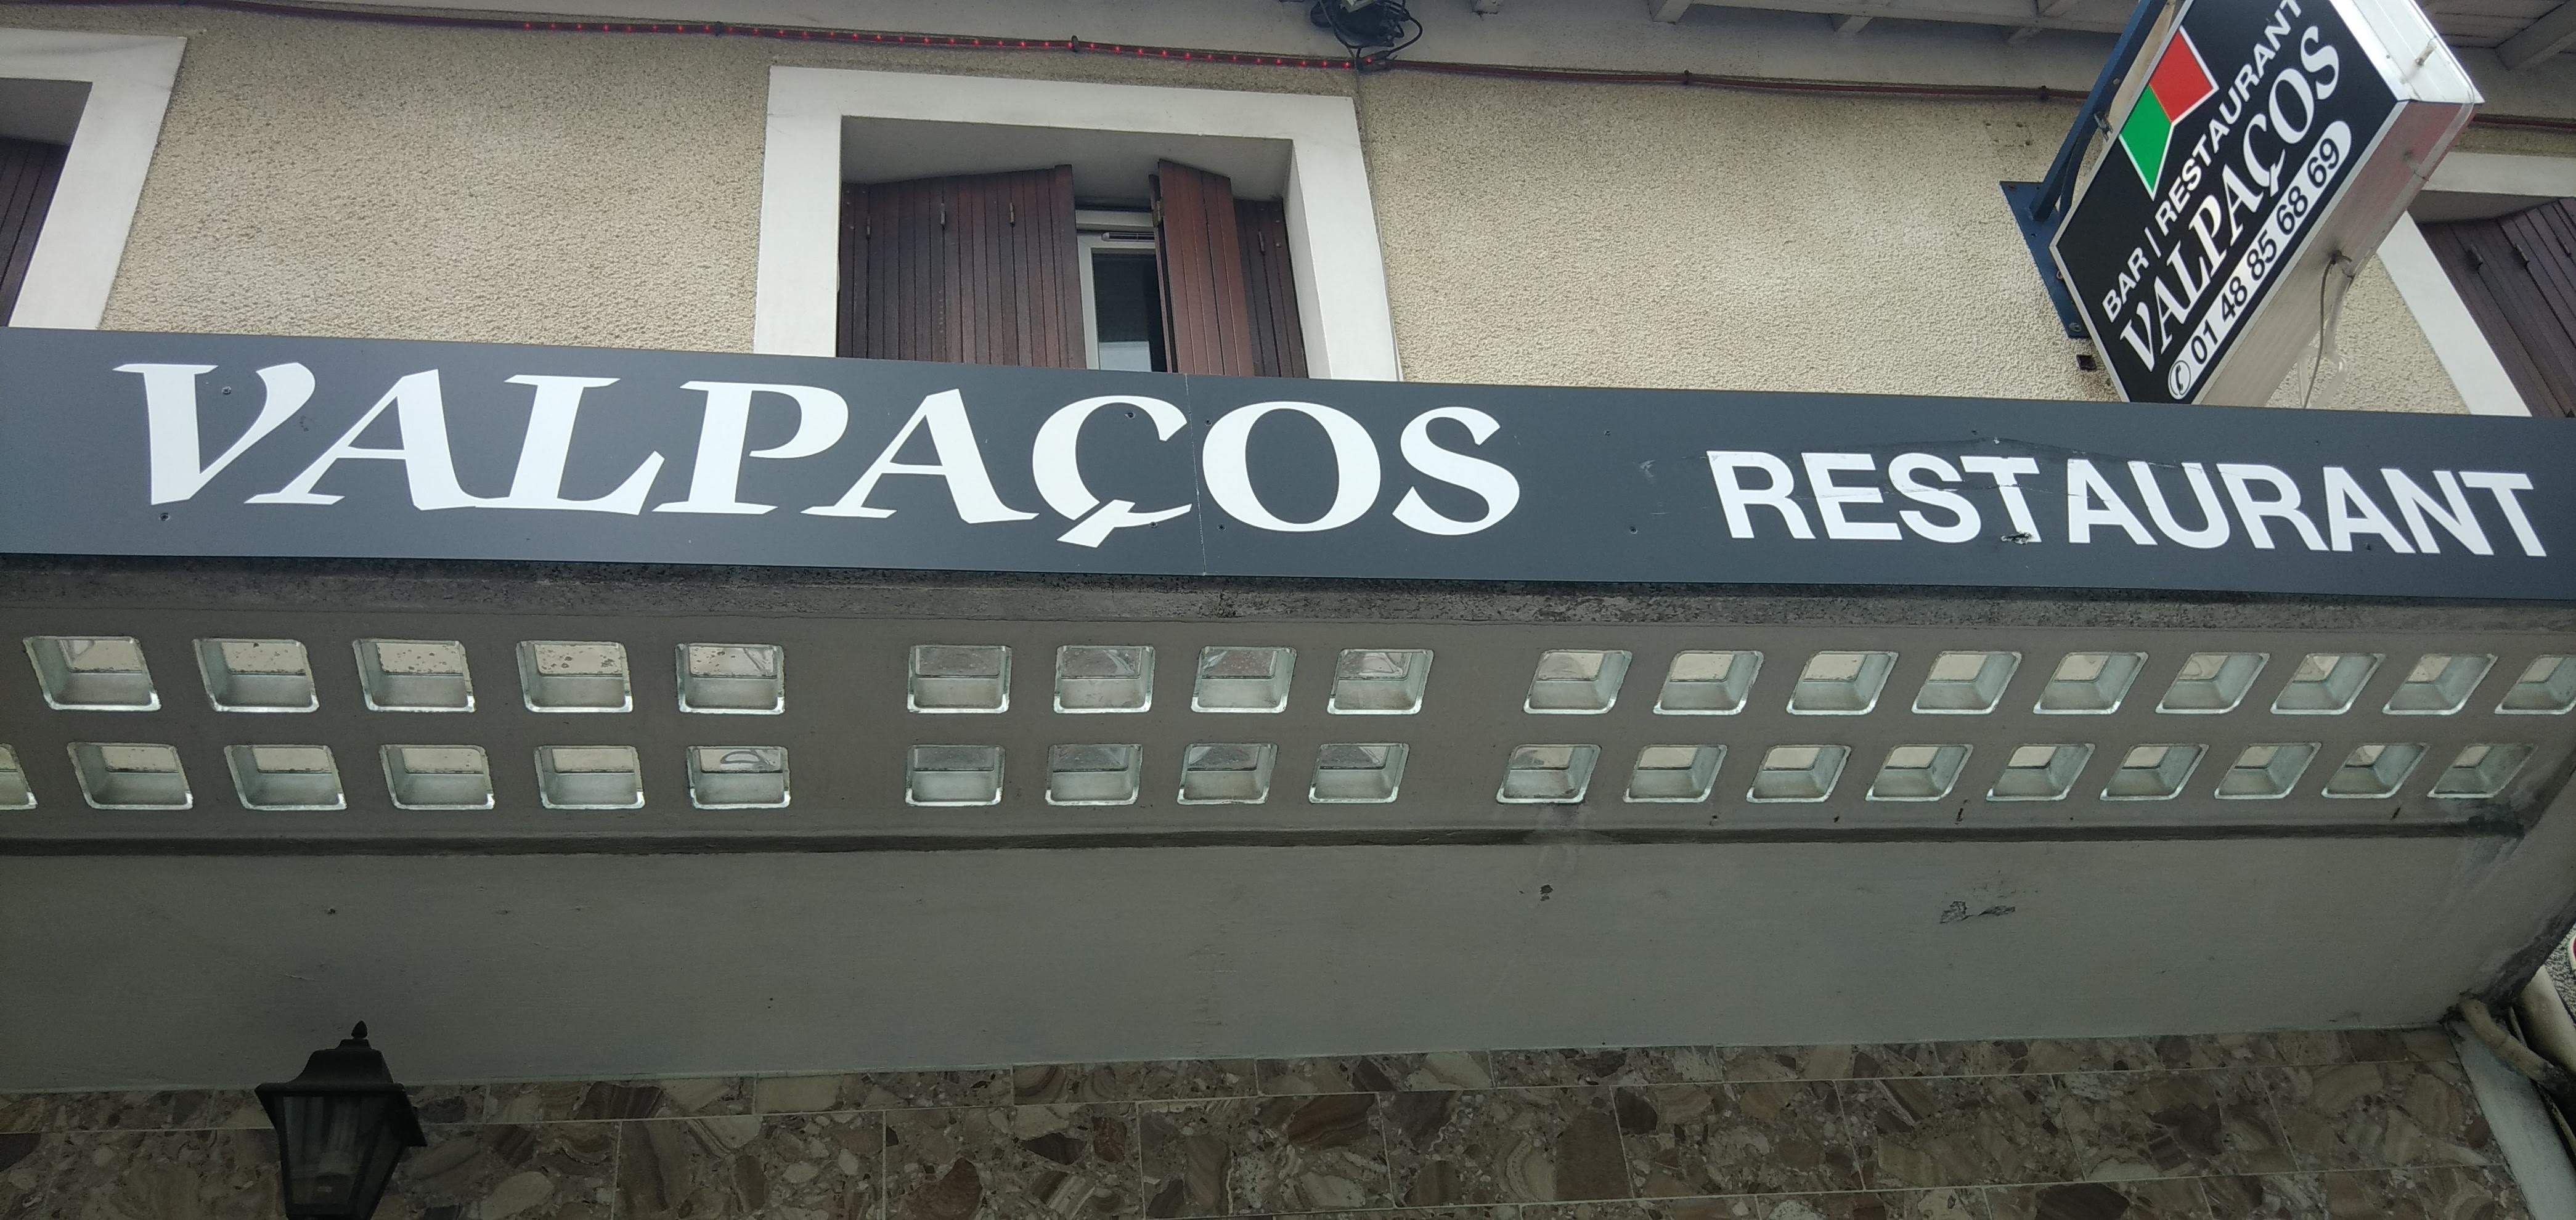 VALPAÇOS RESTAURANT
BAR | RESTAURANT
VALPAÇOS
01 48 85 68 69